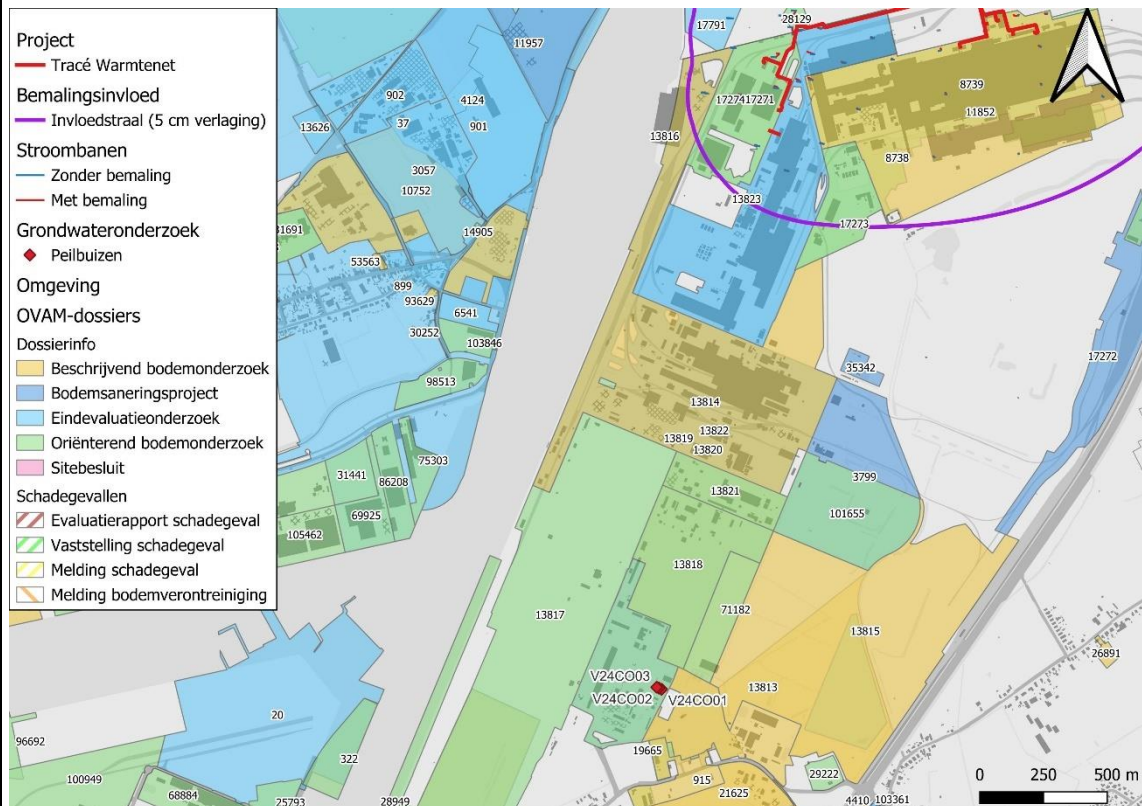 Project
Tracé Warmtenet
Bemalingsinvloed
Invloedstraal (5 cm verlaging)
Stroombanen
Zonder bemaling
Met bemaling
Grondwateronderzoek
Peilbuizen
Omgeving
OVAM-dossiers
Dossierinfo
Beschrijvend bodemonderzoek
Bodemsaneringsproject
Eindevaluatieonderzoek
Oriënterend bodemonderzoek
Sitebesluit
Schadegevallen
Evaluatierapport schadegeval
Vaststelling schadegeval
Melding schadegeval
Melding bodemverontreiniging
17791
28129
11957
902
4124
8739
13626
37
901
17274
17271
11852
13816
3057
8738
10752
13823
14905
17273
53563
899
93629
6541
30252
103846
17272
35342
98513
13814
13822
13819
13820
75303
31441
86208
3799
13821
69925
101655
105462
13818
71182
13817
13815
26891
V24CO03
V24CO02
V24CO01
13813
20
96692
19665
322
100949
915
29222
21625
68884
25793
28949
4410
103361
0 250 500 m